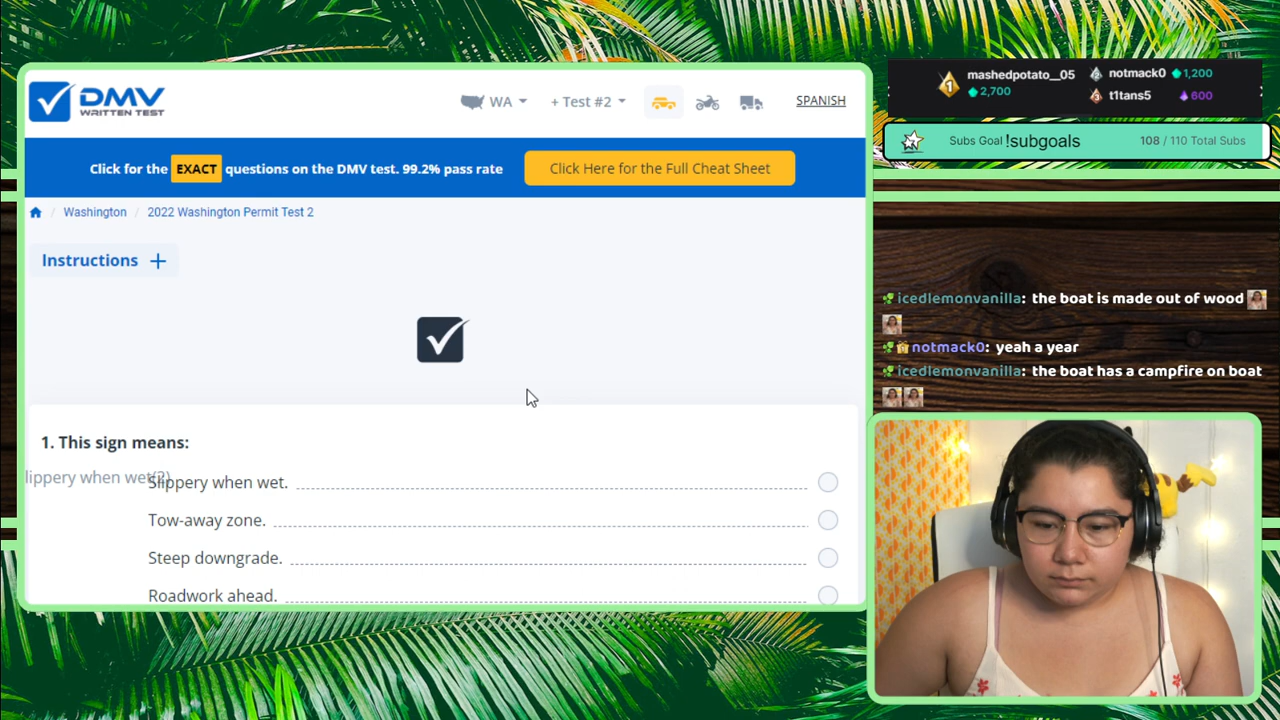 DMV
WRITTEN TEST
WA
+ Test #2
SPANISH
Click for the EXACT questions on the DMV test. 99.2% pass rate
Click Here for the Full Cheat Sheet
Washington / 2022 Washington Permit Test 2
Instructions +
1. This sign means:
lippery when wet(2)
Slippery when wet.
Tow-away zone.
Steep downgrade.
Roadwork ahead.
1 mashedpotato__05
2,700
notmack0 1,200
t1tans5 600
Subs Goal !subgoals 108 / 110 Total Subs
icedlemonvanilla: the boat is made out of wood
notmack0: yeah a year
icedlemonvanilla: the boat has a campfire on boat